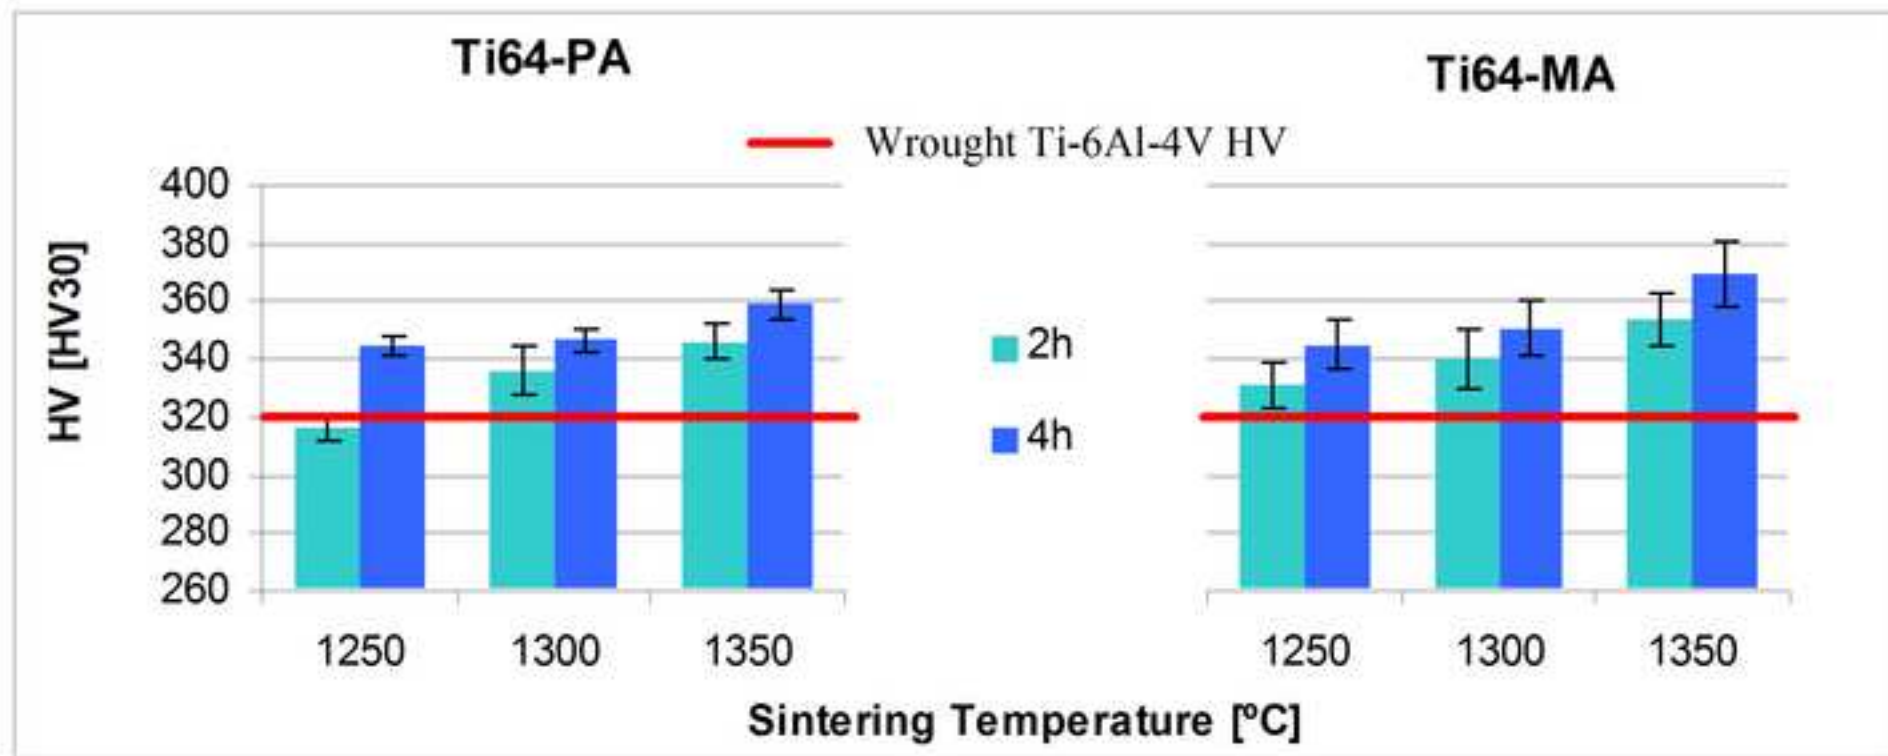 Ti64-PA
Ti64-MA
Wrought Ti-6Al-4V HV
HV [HV30]
400
380
360
340
320
300
280
260
2h
4h
1250 1300 1350
1250 1300 1350
Sintering Temperature [ºC]